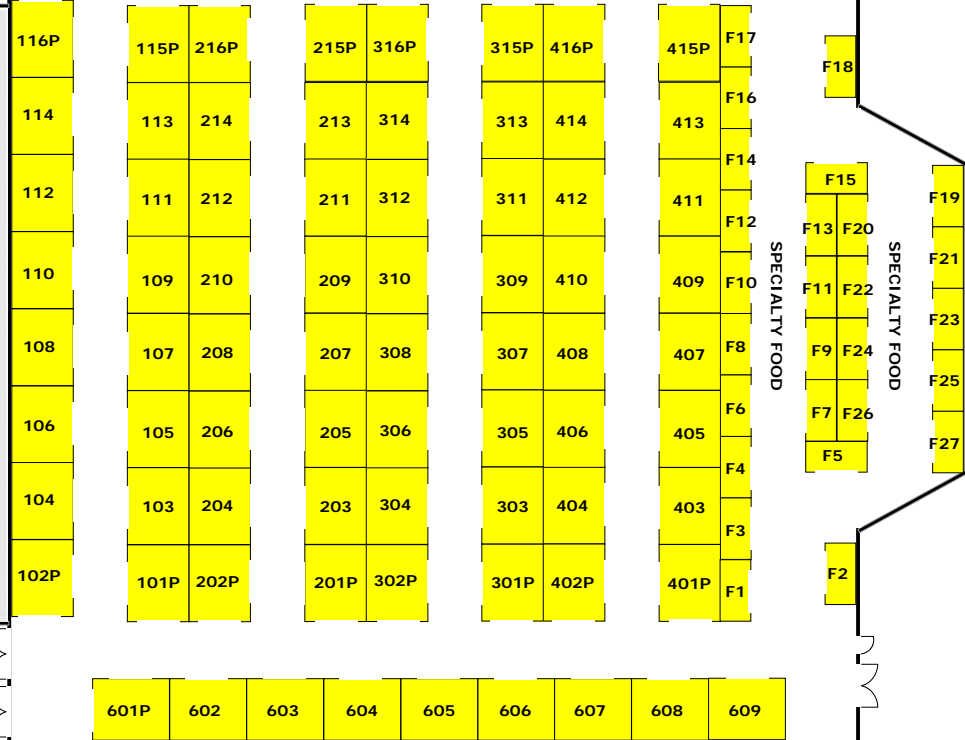 116P 115P 216P 215P 316P 315P 416P 415P F17
F18
114 113 214 213 314 313 414 413 F16
F14
F15
112 111 212 211 312 311 412 411 F12 F13 F20 F19
110 109 210 209 310 309 410 409 F10 F11 F22 F21
SPECIALTY FOOD
SPECIALTY FOOD
108 107 208 207 308 307 408 407 F8 F9 F24 F23
F25
106 105 206 205 306 305 406 405 F6 F7 F26
F4 F5 F27
104 103 204 203 304 303 404 403 F3
102P 101P 202P 201P 302P 301P 402P 401P F1 F2
601P 602 603 604 605 606 607 608 609